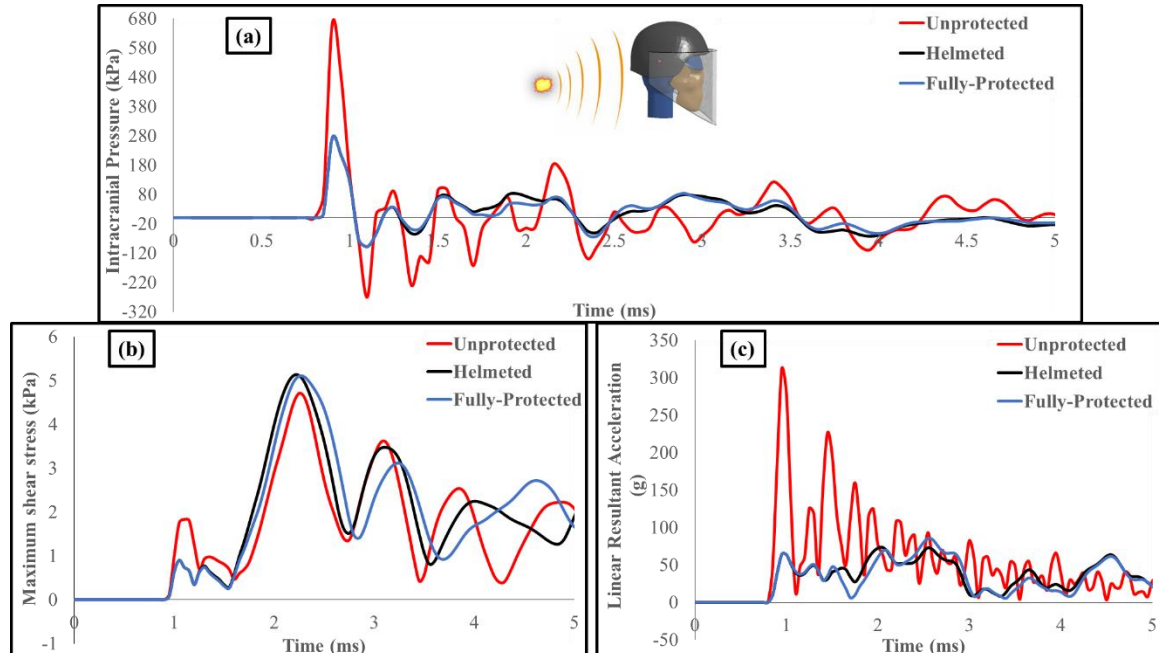 (a)
Unprotected
Helmeted
Fully-Protected
Intracranial Pressure (kPa)
680
580
480
380
280
180
80
-20
-120
-220
-320
0 0.5 1 1.5 2 2.5 3 3.5 4 4.5 5
Time (ms)
(b)
Unprotected
Helmeted
Fully-Protected
Maximum shear stress (kPa)
6
5
4
3
2
1
0
-1
0 1 2 3 4 5
Time (ms)
(c)
Unprotected
Helmeted
Fully-Protected
Linear Resultant Acceleration
(g)
350
300
250
200
150
100
50
0
-50
0 1 2 3 4 5
Time (ms)